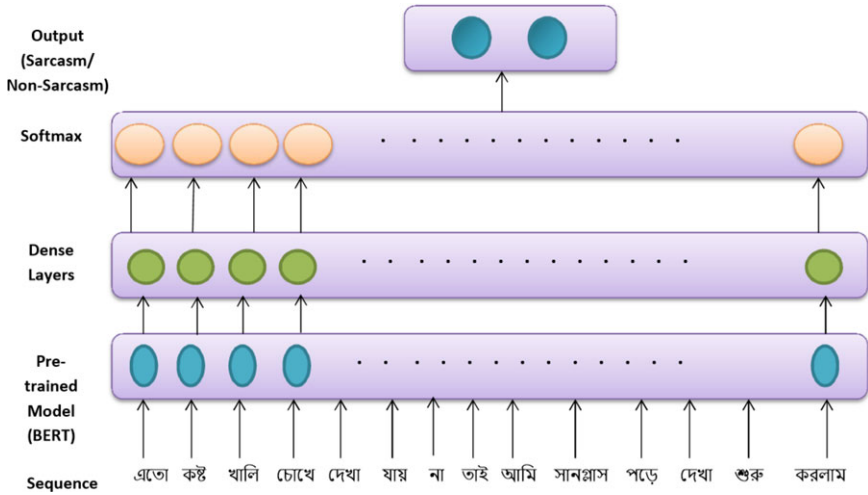 Output
(Sarcasm/
Non-Sarcasm)
Softmax
Dense
Layers
Pre-
trained
Model
(BERT)
Sequence
এতো কষ্ট খালি চোখে দেখা যায় না তাই আমি সানগ্লাস পড়ে দেখা শুরু করলাম